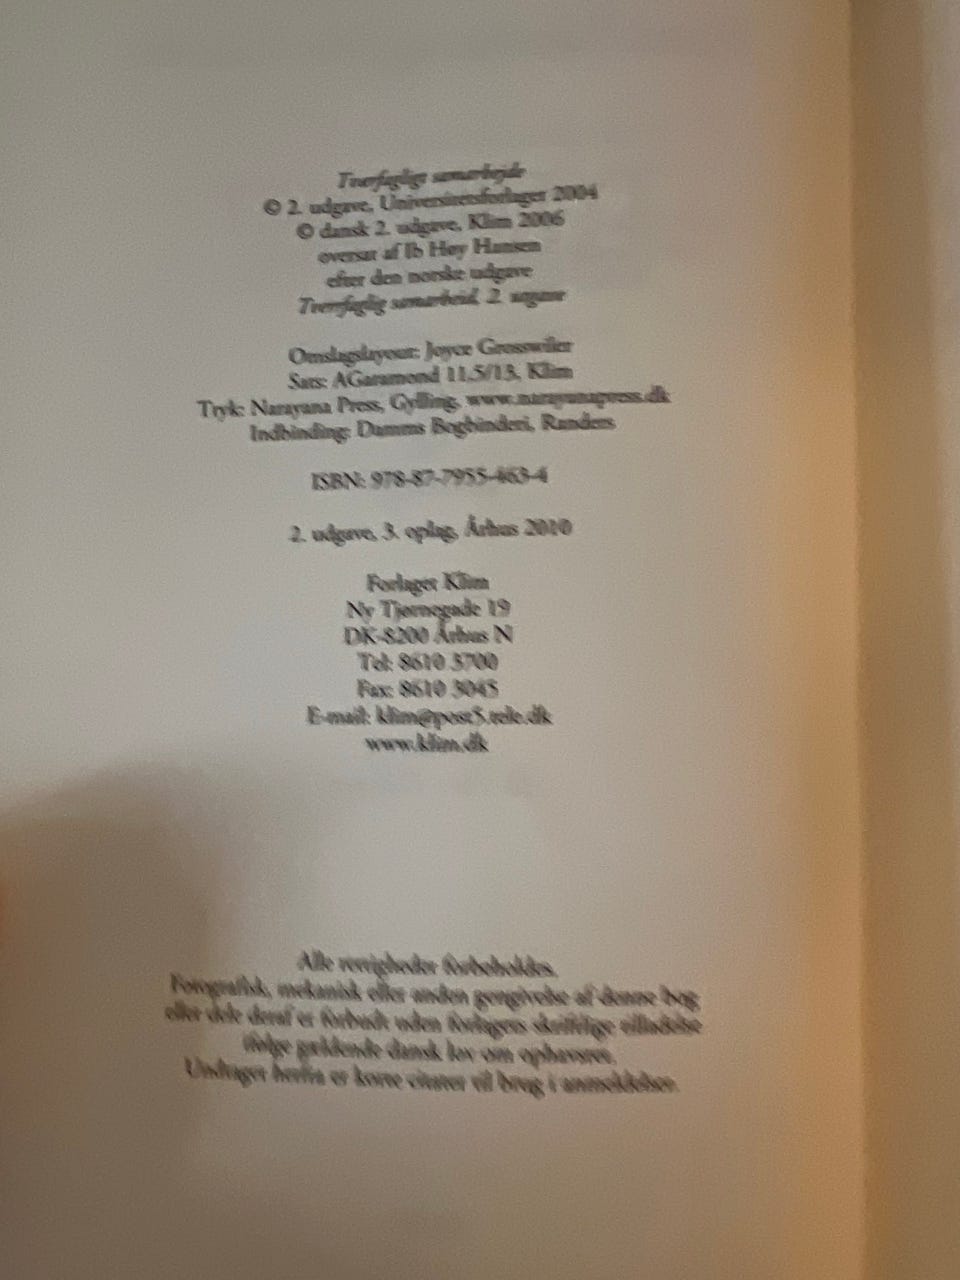 Tverfagligt samarbejde
© 2. udgave, Universitetsforlaget 2004
© dansk 2. udgave, Klim 2006
oversat af Ib Høy Hansen
efter den norske udgave
Tverrfaglig samarbeid, 2. utgave
Omslagslayout: Joyce Grosswiler
Sats: AGaramond 11,5/13, Klim
Tryk: Narayana Press, Gylling, www.narayanapress.dk
Indbinding: Damms Bogbinderi, Randers
ISBN: 978-87-7955-463-4
2. udgave, 3. oplag, Århus 2010
Forlaget Klim
Ny Tjørnegade 19
DK-8200 Århus N
Tel: 8610 3700
Fax: 8610 3045
E-mail: klim@post5.tele.dk
www.klim.dk
Alle rettigheder forbeholdes.
Fotografisk, mekanisk eller anden gengivelse af denne bog
eller dele deraf er forbudt uden forlagets skriftlige tilladelse
ifølge gældende dansk lov om ophavsret.
Undtaget herfra er korte citater til brug i anmeldelser.